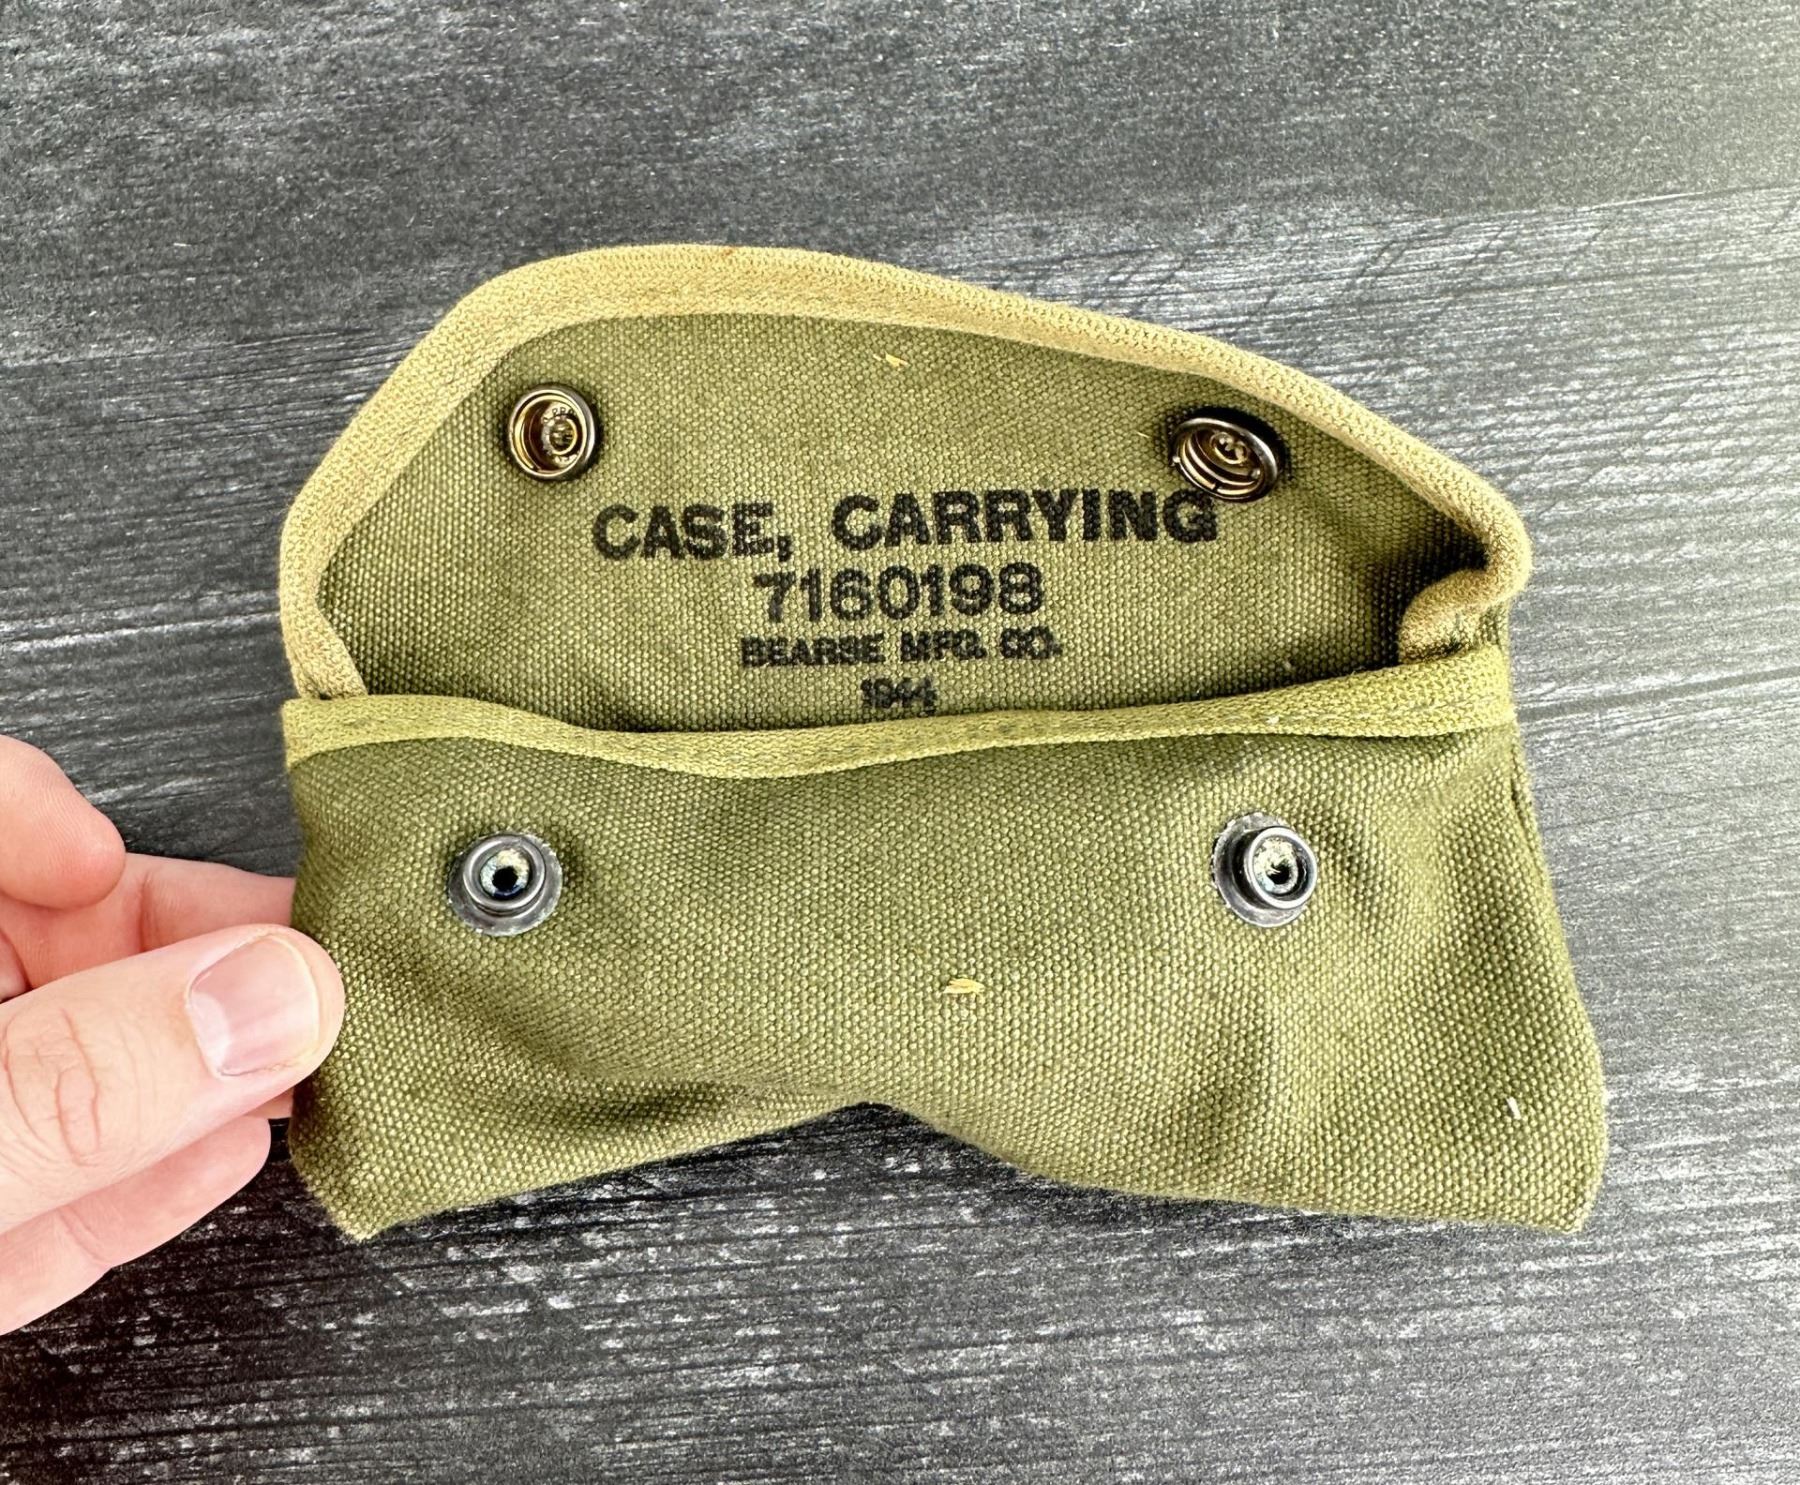 CASE, CARRYING
7160198
BEARSE MFG. CO.
1944